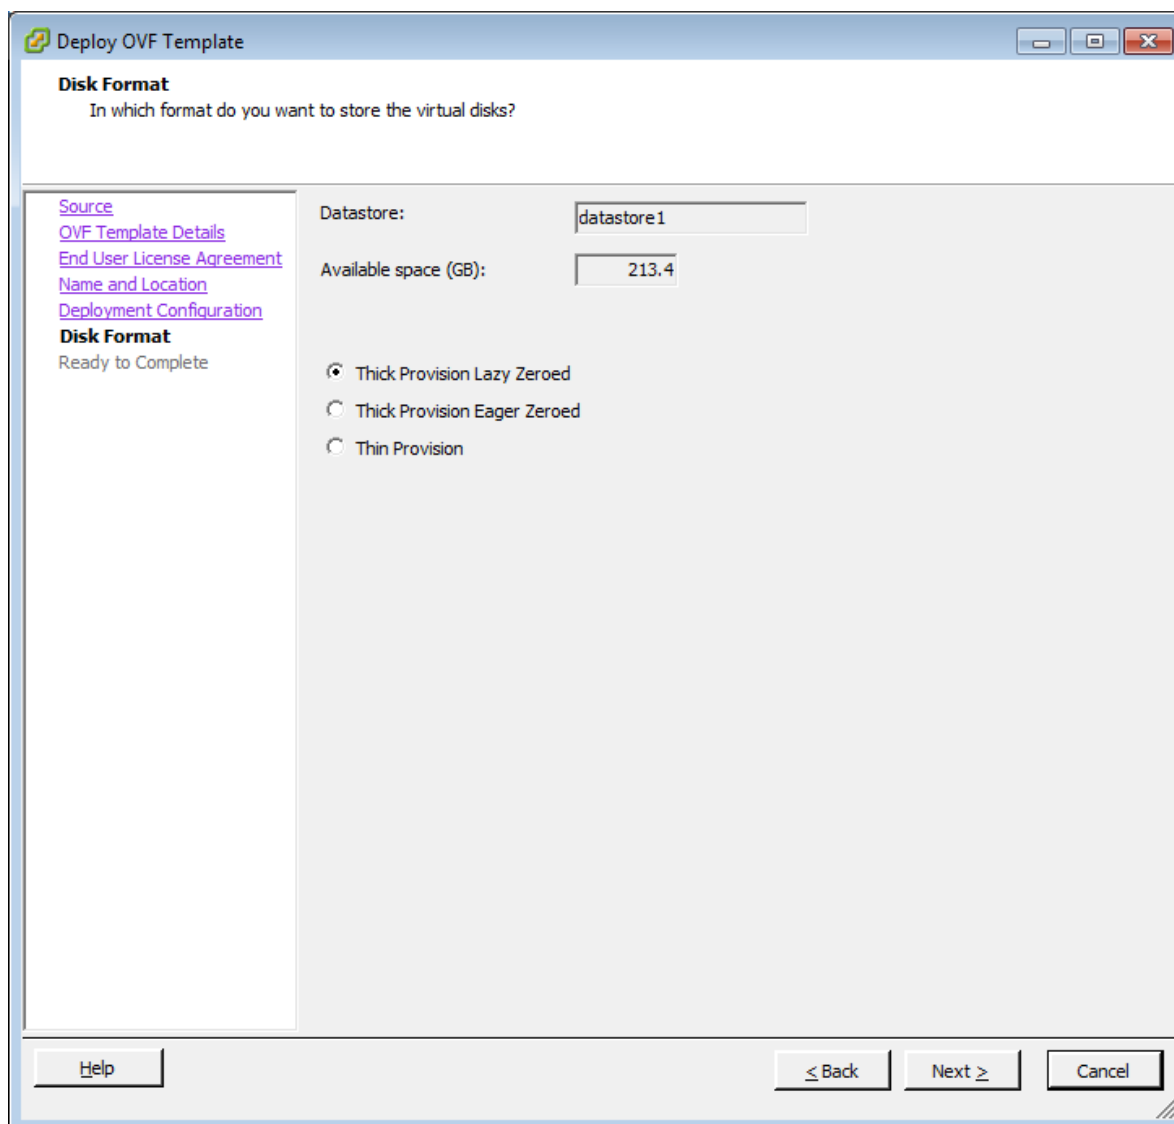 Deploy OVF Template
Disk Format
In which format do you want to store the virtual disks?
Source
OVF Template Details
End User License Agreement
Name and Location
Deployment Configuration
Disk Format
Ready to Complete
Datastore: datastore1
Available space (GB): 213.4
Thick Provision Lazy Zeroed
Thick Provision Eager Zeroed
Thin Provision
Help
< Back
Next >
Cancel